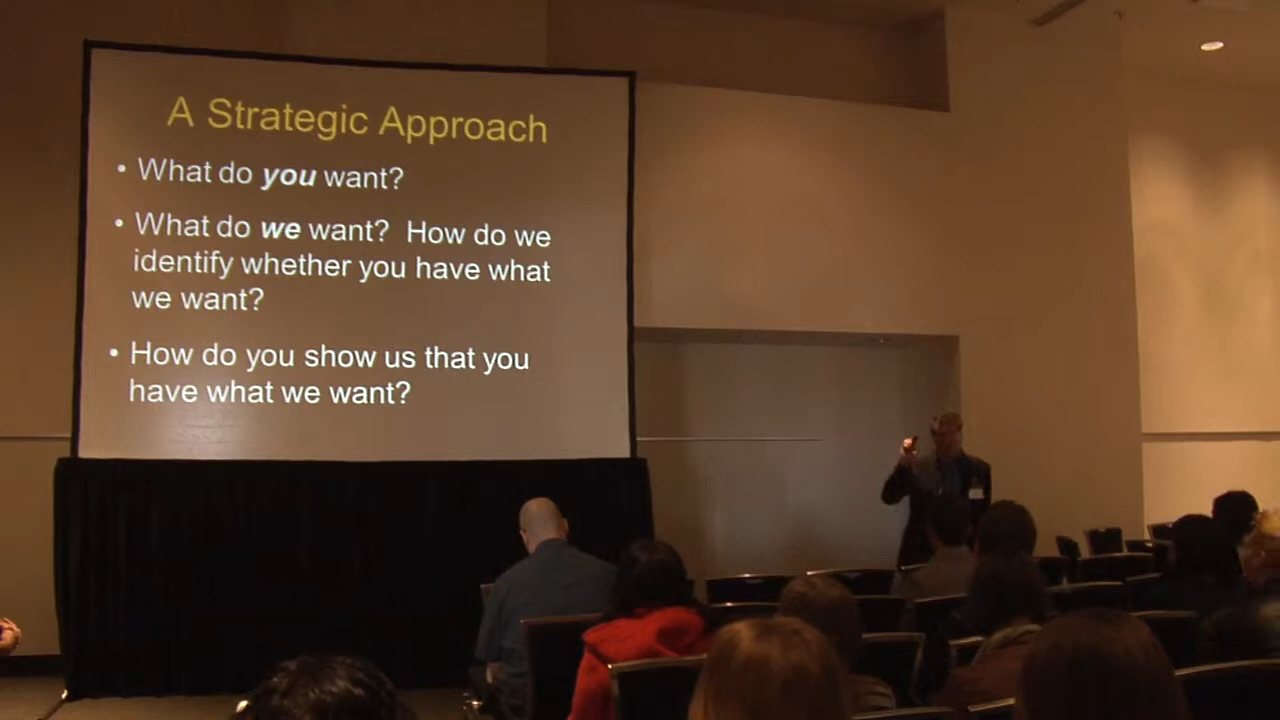 A Strategic Approach
• What do you want?
• What do we want?  How do we
identify whether you have what
we want?
• How do you show us that you
have what we want?